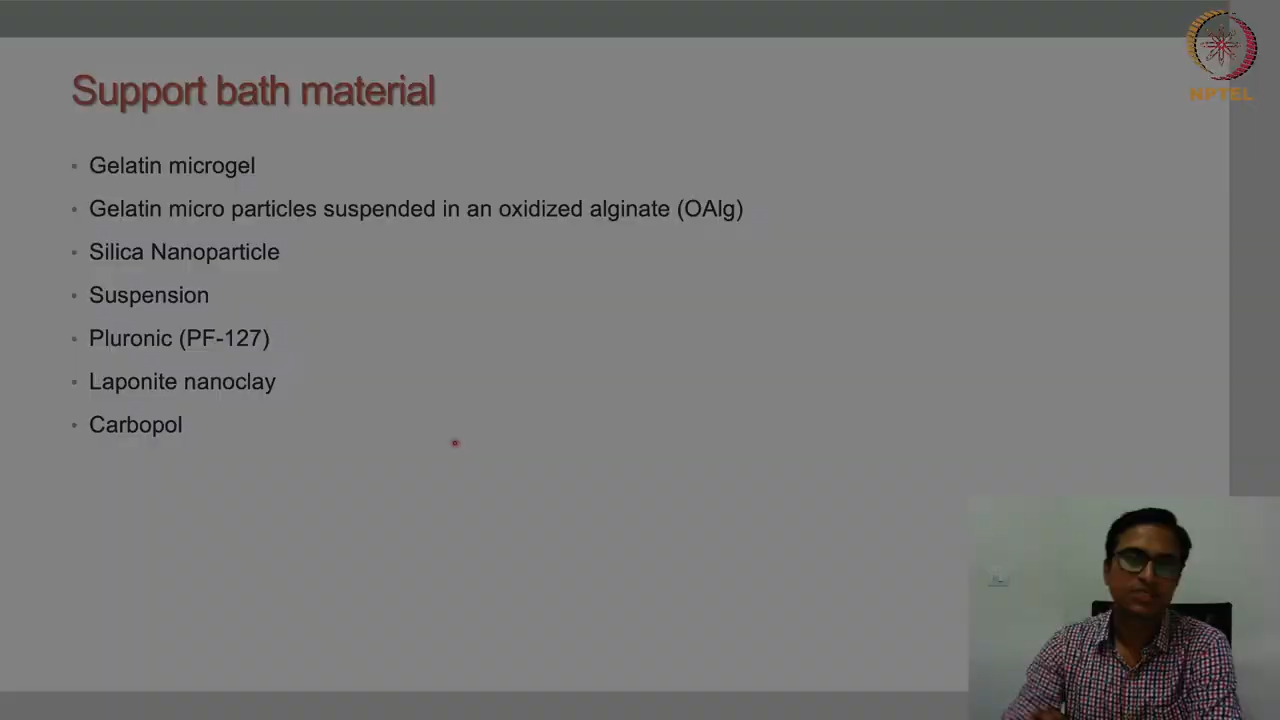 Support bath material
NPTEL
• Gelatin microgel
• Gelatin micro particles suspended in an oxidized alginate (OAlg)
• Silica Nanoparticle
• Suspension
• Pluronic (PF-127)
• Laponite nanoclay
• Carbopol